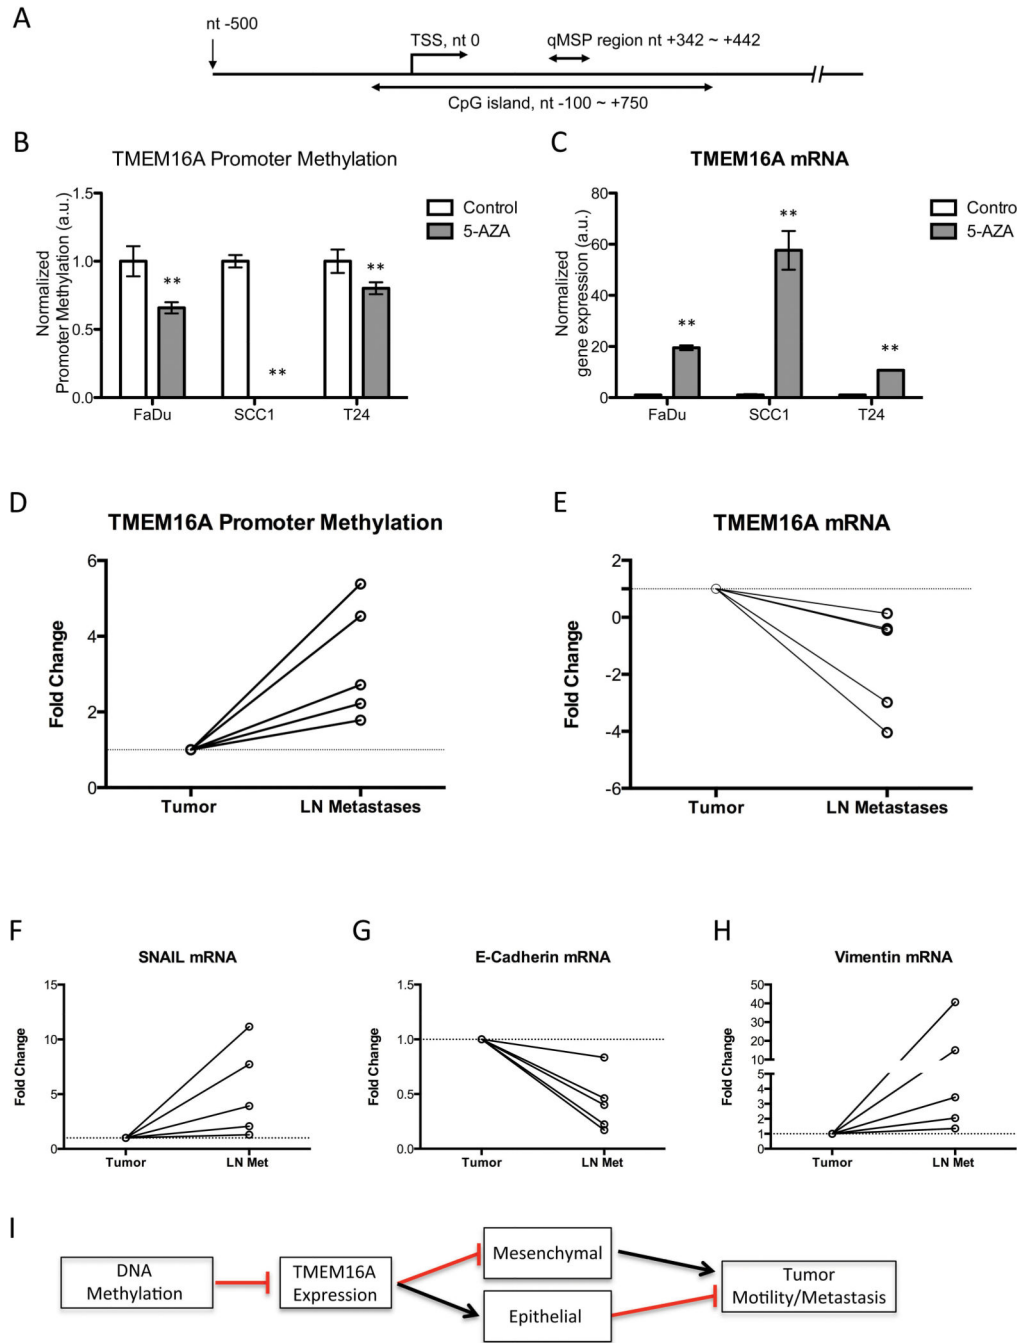 A
nt -500
TSS, nt 0
qMSP region nt +342 ~ +442
CpG island, nt -100 ~ +750
B
TMEM16A Promoter Methylation
Normalized
Promoter Methylation (a.u.)
1.5
1.0
0.5
0.0
**
**
**
FaDu
SCC1
T24
Control
5-AZA
C
TMEM16A mRNA
Normalized
gene expression (a.u.)
80
60
40
20
0
**
**
**
FaDu
SCC1
T24
Contro
5-AZA
D
TMEM16A Promoter Methylation
Fold Change
6
4
2
0
Tumor
LN Metastases
E
TMEM16A mRNA
Fold Change
2
0
-2
-4
-6
Tumor
LN Metastases
F
SNAIL mRNA
Fold Change
15
10
5
0
Tumor
LN Met
G
E-Cadherin mRNA
Fold Change
1.5
1.0
0.5
0.0
Tumor
LN Met
H
Vimentin mRNA
Fold Change
50
40
30
20
10
5
4
3
2
1
0
Tumor
LN Met
I
DNA
Methylation
TMEM16A
Expression
Mesenchymal
Epithelial
Tumor
Motility/Metastasis